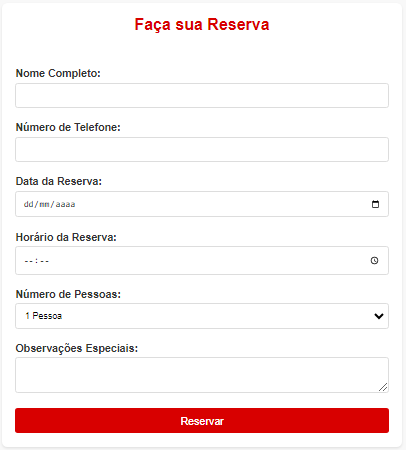 Faça sua Reserva
Nome Completo:
Número de Telefone:
Data da Reserva:
dd/mm/aaaa
Horário da Reserva:
--:--
Número de Pessoas:
1 Pessoa
Observações Especiais:
Reservar